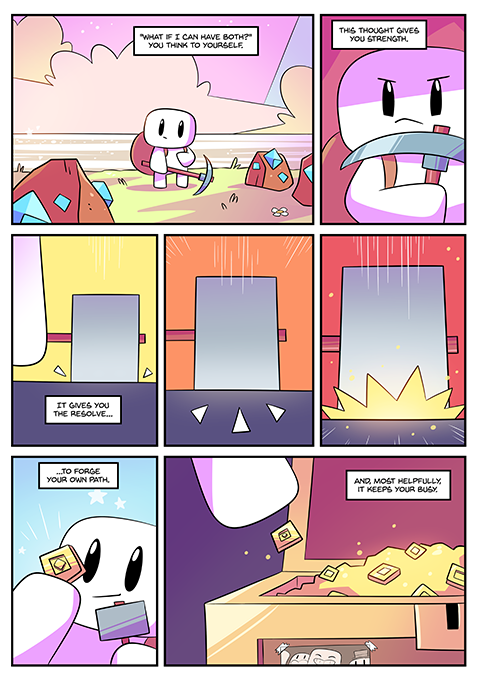 "WHAT IF I CAN HAVE BOTH?"
YOU THINK TO YOURSELF.
THIS THOUGHT GIVES
YOU STRENGTH.
IT GIVES YOU
THE RESOLVE...
...TO FORGE
YOUR OWN PATH.
AND, MOST HELPFULLY,
IT KEEPS YOUR BUSY.